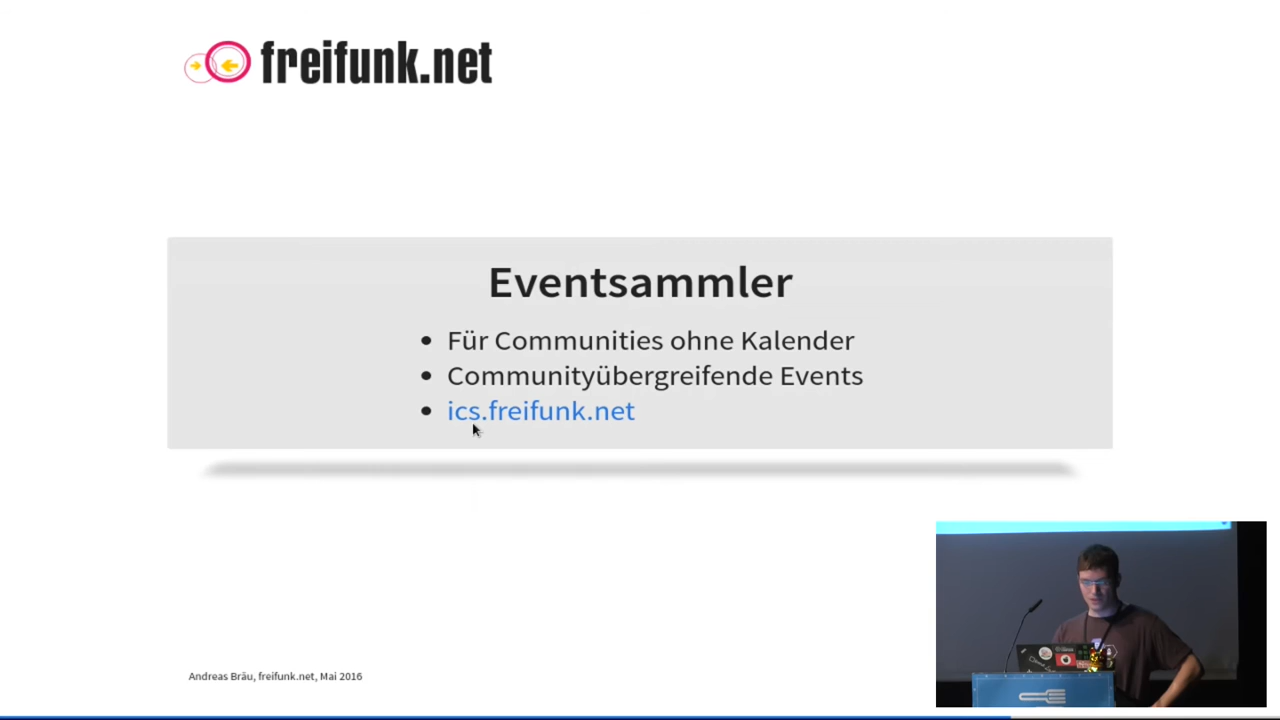 freifunk.net
Eventsammler
Für Communities ohne Kalender
Communityübergreifende Events
ics.freifunk.net
Andreas Bräu, freifunk.net, Mai 2016